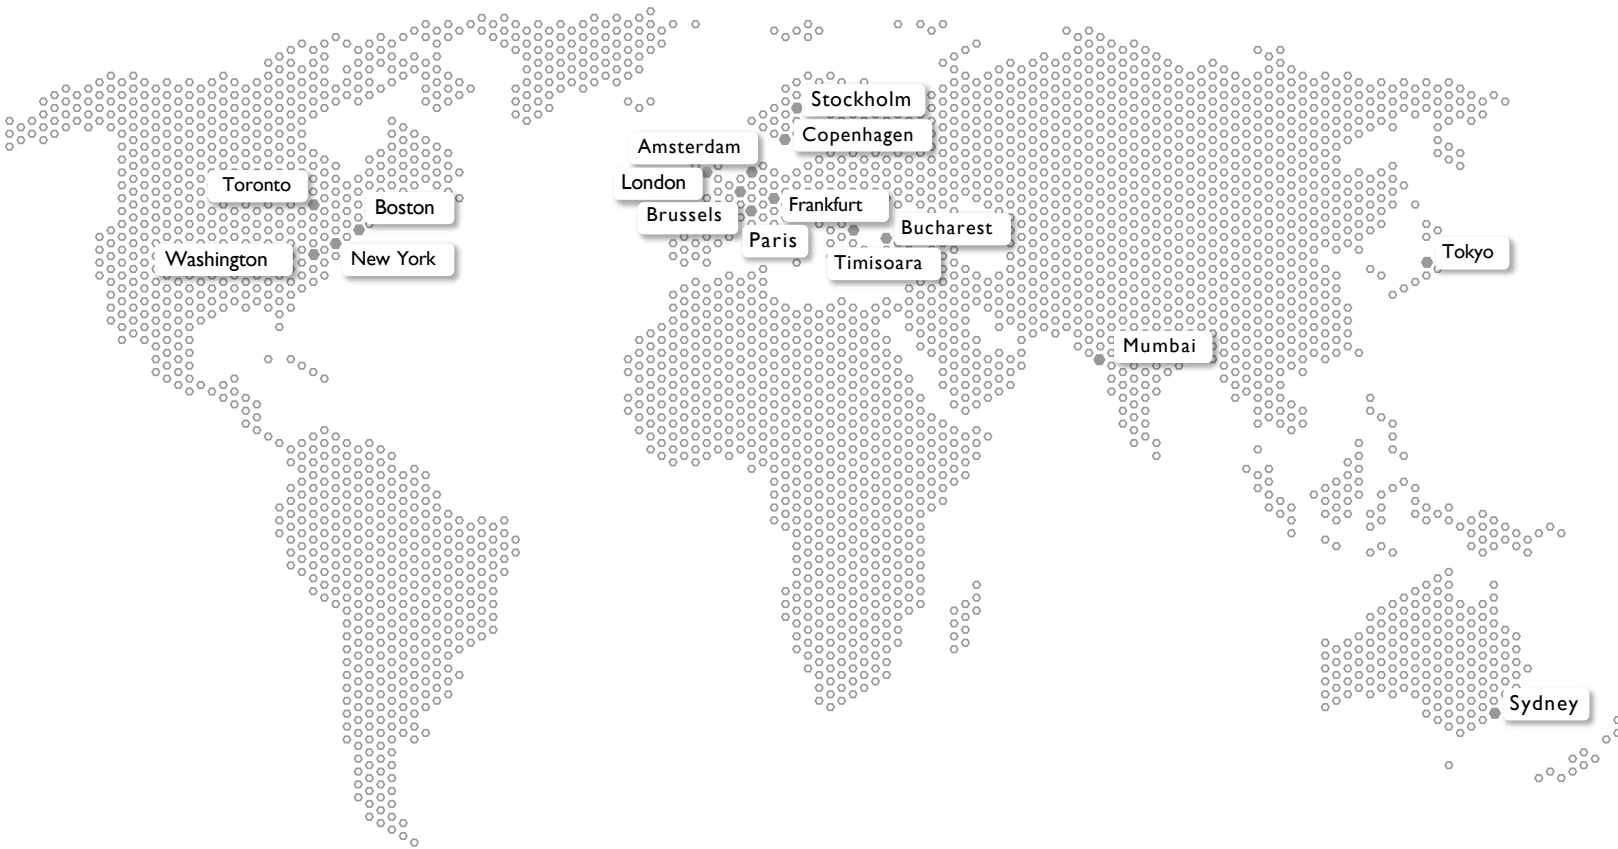 Stockholm
Copenhagen
Amsterdam
London
Toronto
Boston
Frankfurt
Brussels
Bucharest
Paris
Washington
New York
Timisoara
Tokyo
Mumbai
Sydney